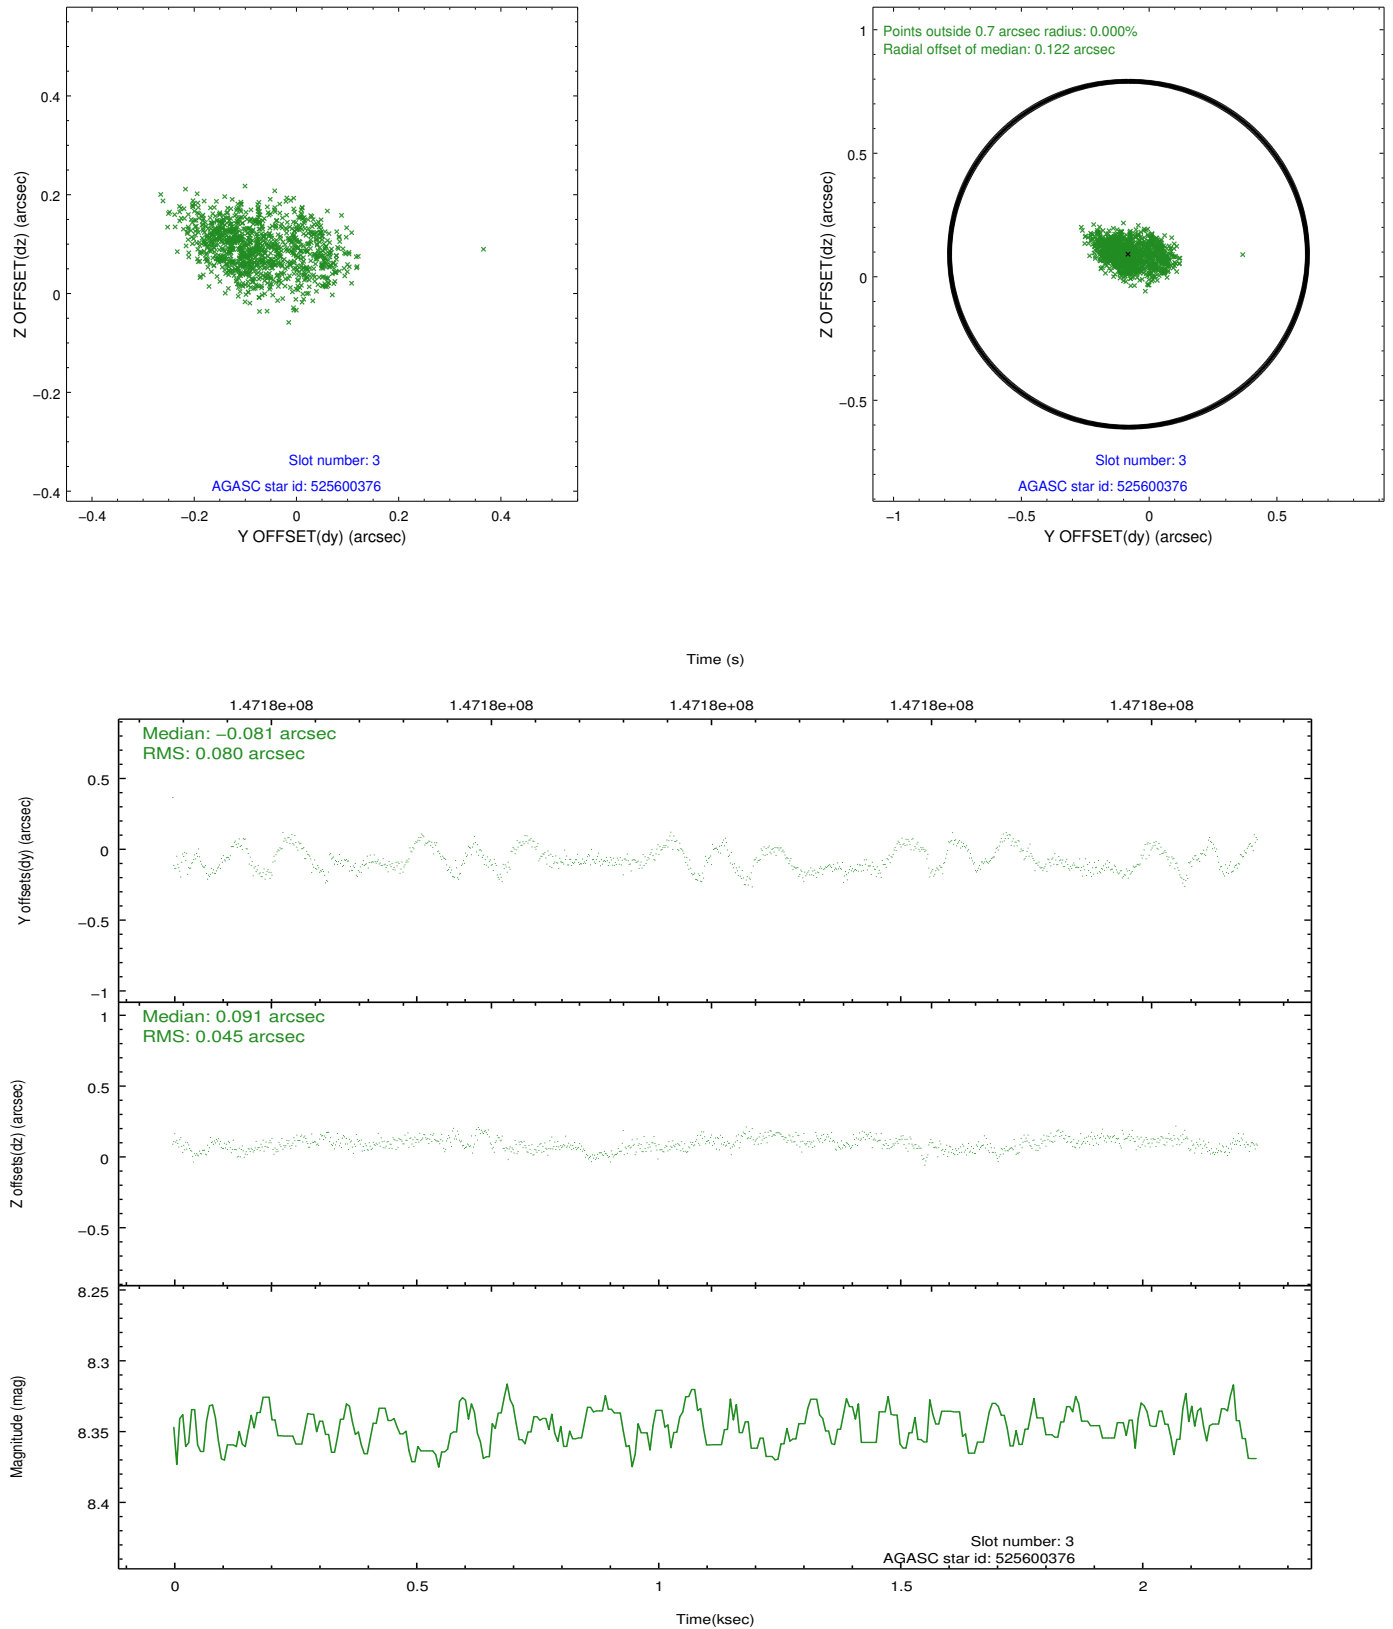 0.4
0.2
0
−0.2
−0.4
Z OFFSET(dz) (arcsec)
Slot number: 3
AGASC star id: 525600376
−0.4
−0.2
0
0.2
0.4
Y OFFSET(dy) (arcsec)
Points outside 0.7 arcsec radius: 0.000%
Radial offset of median: 0.122 arcsec
1
0.5
0
−0.5
Z OFFSET(dz) (arcsec)
Slot number: 3
AGASC star id: 525600376
−1
−0.5
0
0.5
Y OFFSET(dy) (arcsec)
Time (s)
1.4718e+08
1.4718e+08
1.4718e+08
1.4718e+08
1.4718e+08
Median: −0.081 arcsec
RMS: 0.080 arcsec
0.5
0
−0.5
−1
Y offsets(dy) (arcsec)
Median: 0.091 arcsec
RMS: 0.045 arcsec
1
0.5
0
−0.5
Z offsets(dz) (arcsec)
8.25
8.3
8.35
8.4
Magnitude (mag)
Slot number: 3
AGASC star id: 525600376
0
0.5
1
1.5
2
Time(ksec)